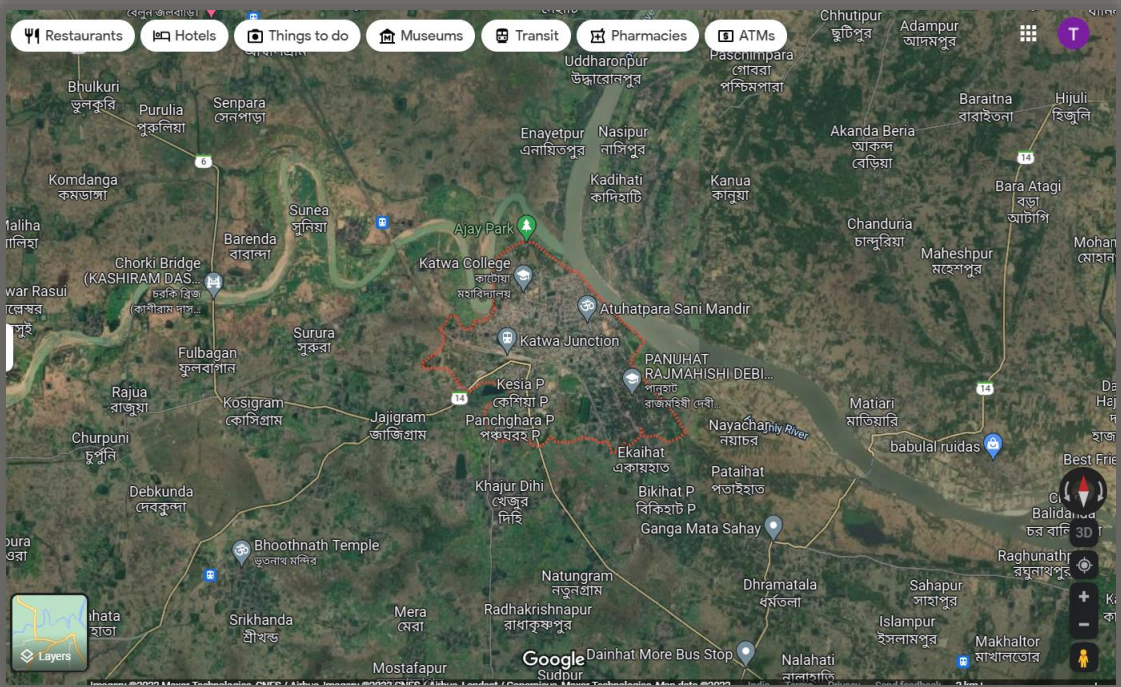 বেলুন জলবাড়ী
Restaurants
Hotels
Things to do
Museums
Transit
Pharmacies
ATMs
T
Chhutipur
ছুটিপুর
Adampur
আদমপুর
Uddharonpur
উদ্ধারোনপুর
Paschimpara
গোবরা
পশ্চিমপারা
Bhulkuri
ভুলকুরি
Purulia
পুরুলিয়া
Senpara
সেনপাড়া
Baraitna
বারাইতনা
Hijuli
হিজুলি
Enayetpur
এনায়িতপুর
Nasipur
নাসিপুর
Akanda Beria
আকন্দ
বেড়িয়া
6
14
Komdanga
কমডাঙ্গা
Kadihati
কাদিহাটি
Kanua
কানুয়া
Bara Atagi
বড়া
আটাগি
Sunea
সুনিয়া
Ajay Park
Chanduria
চান্দুরিয়া
Barenda
বারান্দা
Maheshpur
মহেশপুর
Chorki Bridge
(KASHIRAM DAS...
চরকি ব্রিজ
(কাশীরাম দাস...
Katwa College
কাটোয়া
মহাবিদ্যালয়
Atuhatpara Sani Mandir
Surura
সুরুরা
Katwa Junction
Fulbagan
ফুলবাগান
PANUHAT
RAJMAHISHI DEBI...
পানুহাট
রাজমহিষী দেবী...
Kesia P
কেশিয়া P
Rajua
রাজুয়া
Kosigram
কোসিগ্রাম
14
14
Jajigram
জাজিগ্রাম
Panchghara P
পঞ্চঘরহ P
Matiari
মাতিয়ারি
Nayachar
নয়াচর
Churpuni
চুর্পুনি
babulal ruidas
Ekaihat
একায়হাত
Pataihat
পতাইহাত
Debkunda
দেবকুন্দা
Khajur Dihi
খেজুর
দিহি
Bikihat P
বিকিহাট P
Ganga Mata Sahay
3D
Bhoothnath Temple
ভূতনাথ মন্দির
Natungram
নতুনগ্রাম
Dhramatala
ধর্মতলা
Sahapur
সাহাপুর
Srikhanda
শ্রীখন্ড
Mera
মেরা
Radhakrishnapur
রাধাকৃষ্ণপুর
Islampur
ইসলামপুর
Layers
Google
Dainhat More Bus Stop
Makhaltor
মাখালতোর
Mostafapur
Sudpur
Nalahati
নালাহাতি